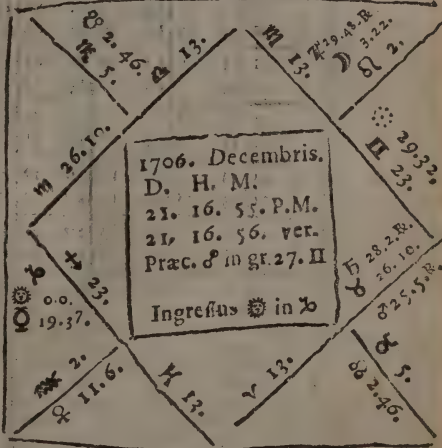 ☋ 2. 46.
♏ 5.
♎ 13.
♍ 13.
♃ 29.48. ℞.
☽ 3.22.
♌ 2.
♏ 26. 10.
29. 32.
♊ 23.
1706. Decembris.
D. H. M.
21. 16. 55. P.M.
21, 16. 56. ver.
Præc. ☍ in gr. 27. ♊
Ingreſſus ☉ in ♑
♐ 23.
♑
☉ 0.0.
☿ 19.37.
♄ 28. 2. ℞.
♉ 26. 10.
♂ 25. 5. ℞.
♒ 2.
♀ 11. 6.
♓ 13.
♈ 13.
♉ 5.
☊ 2.46.